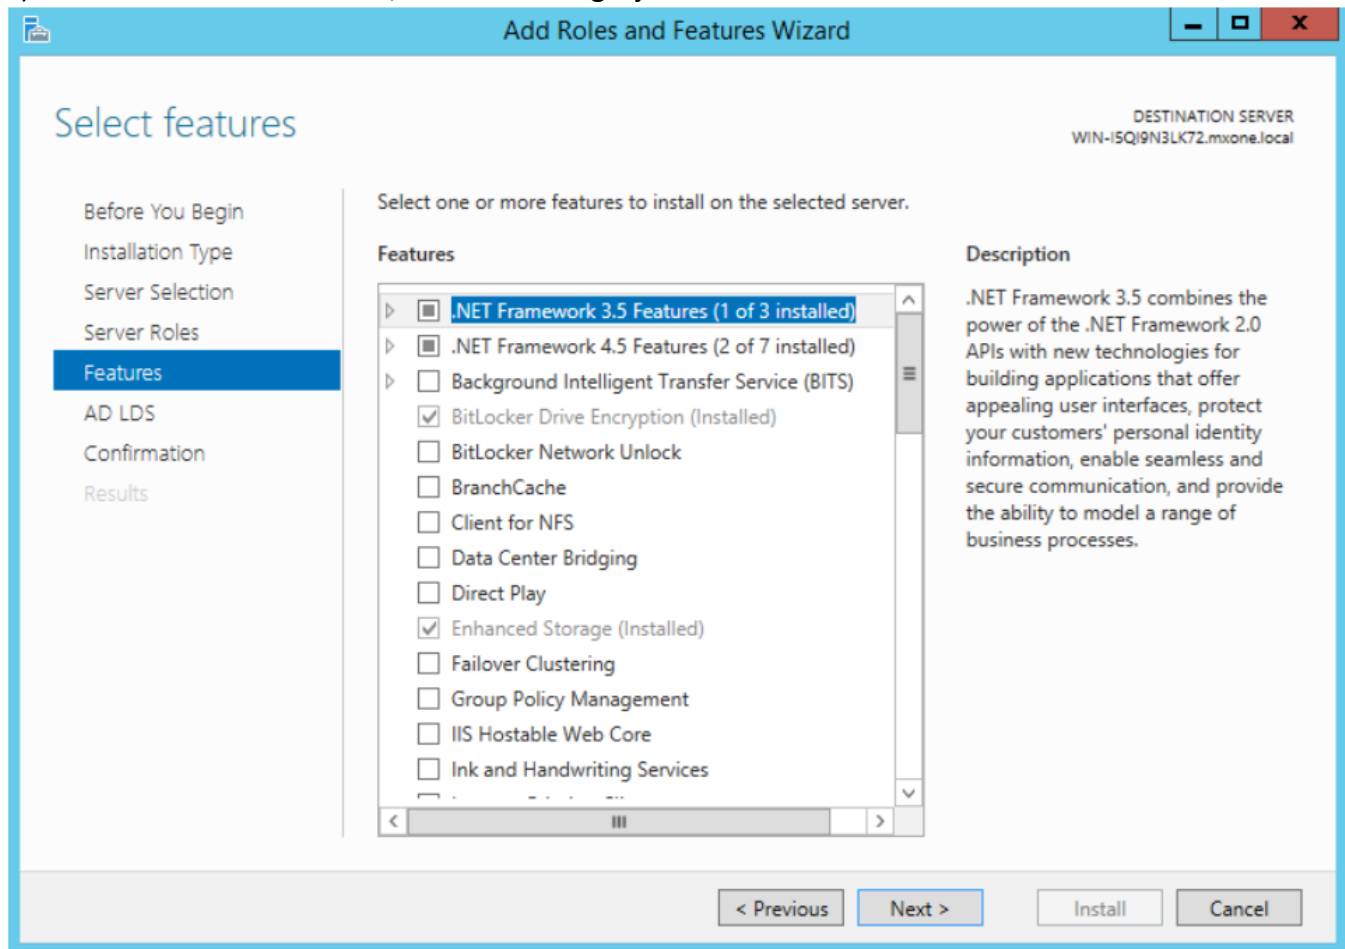 Add Roles and Features Wizard
Select features
DESTINATION SERVER
WIN-I5QI9N3LK72.mxone.local
Before You Begin
Installation Type
Server Selection
Server Roles
Features
AD LDS
Confirmation
Results
Select one or more features to install on the selected server.
Features
.NET Framework 3.5 Features (1 of 3 installed)
.NET Framework 4.5 Features (2 of 7 installed)
Background Intelligent Transfer Service (BITS)
BitLocker Drive Encryption (Installed)
BitLocker Network Unlock
BranchCache
Client for NFS
Data Center Bridging
Direct Play
Enhanced Storage (Installed)
Failover Clustering
Group Policy Management
IIS Hostable Web Core
Ink and Handwriting Services
Description
.NET Framework 3.5 combines the
power of the .NET Framework 2.0
APIs with new technologies for
building applications that offer
appealing user interfaces, protect
your customers' personal identity
information, enable seamless and
secure communication, and provide
the ability to model a range of
business processes.
< Previous
Next >
Install
Cancel